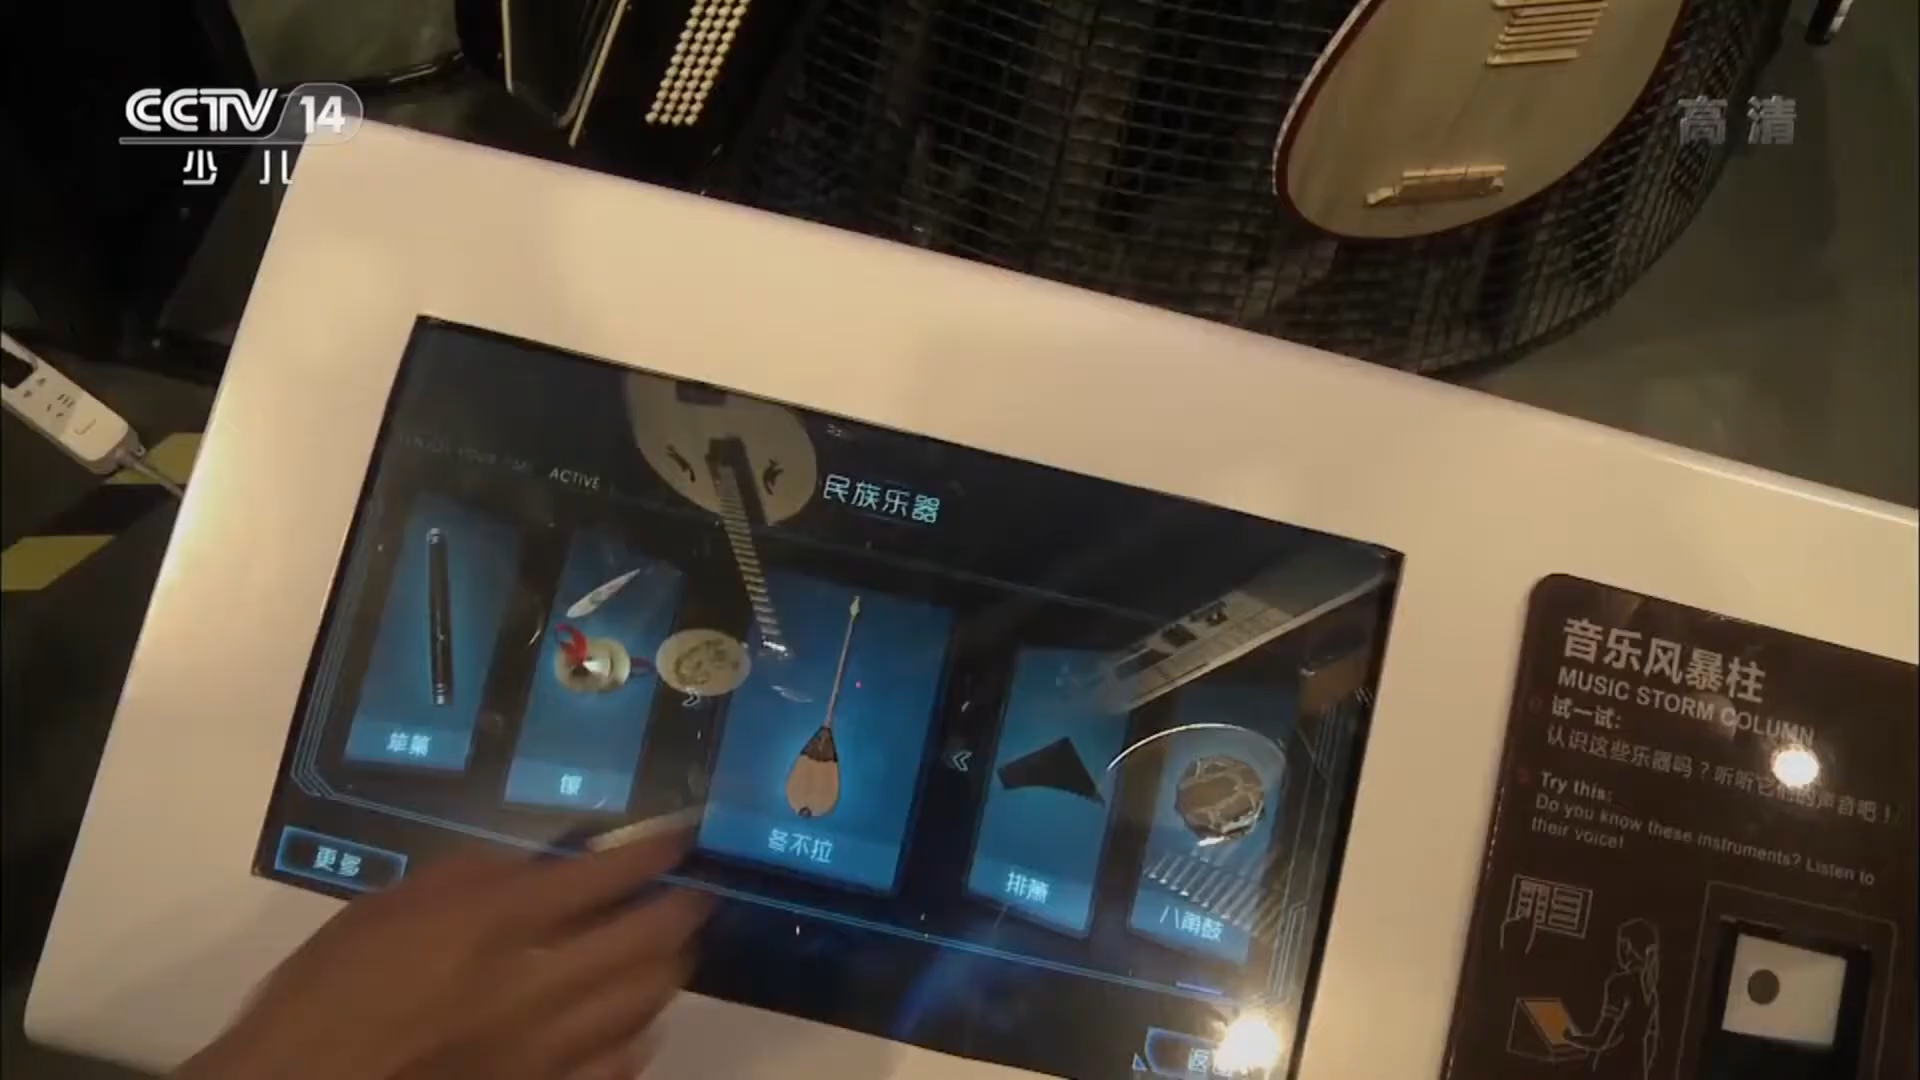 CCTV 14
少儿
高清
ACTIVE
民族乐器
筚篥
镲
冬不拉
排箫
八角鼓
更多
音乐风暴柱
MUSIC STORM COLUMN
试一试:
认识这些乐器吗?听听它们的声音吧!
Try this:
Do you know these instruments? Listen to
their voice!